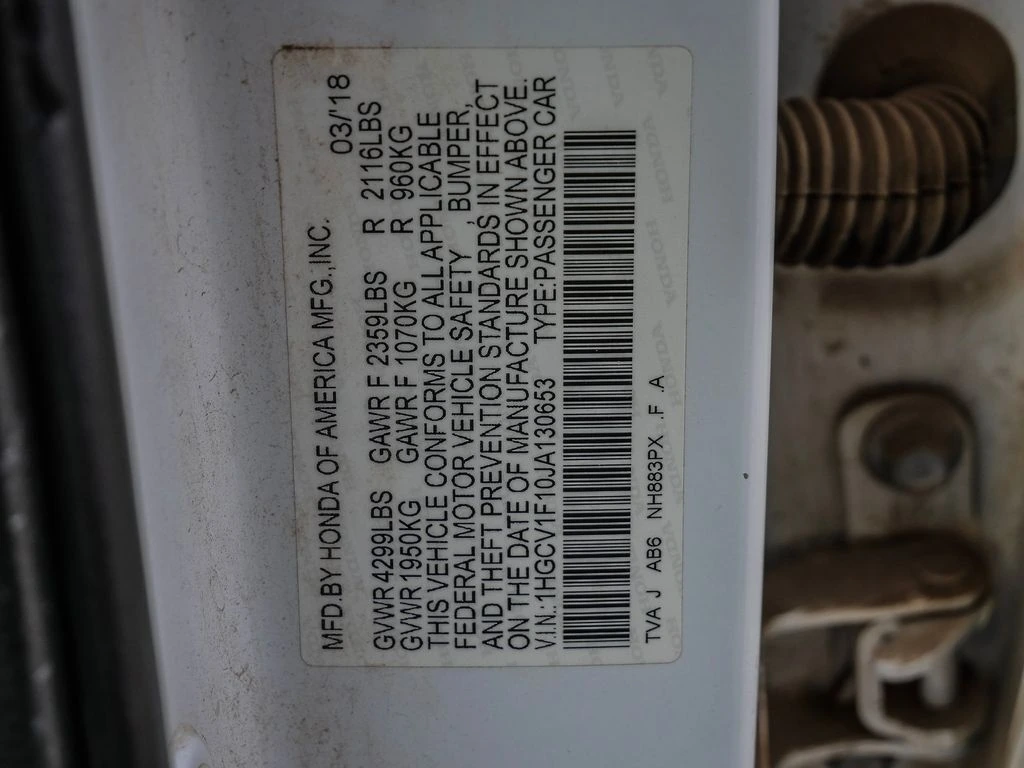 MFD.BY HONDA OF AMERICA MFG.,INC. 03/'18
GVWR 4299LBS GAWR F 2359LBS R 2116LBS
GVWR 1950KG GAWR F 1070KG R 960KG
THIS VEHICLE CONFORMS TO ALL APPLICABLE
FEDERAL MOTOR VEHICLE SAFETY , BUMPER,
AND THEFT PREVENTION STANDARDS IN EFFECT
ON THE DATE OF MANUFACTURE SHOWN ABOVE.
V.I.N.:1HGCV1F10JA130653 TYPE:PASSENGER CAR
TVA J AB6 NH883PX .F .A